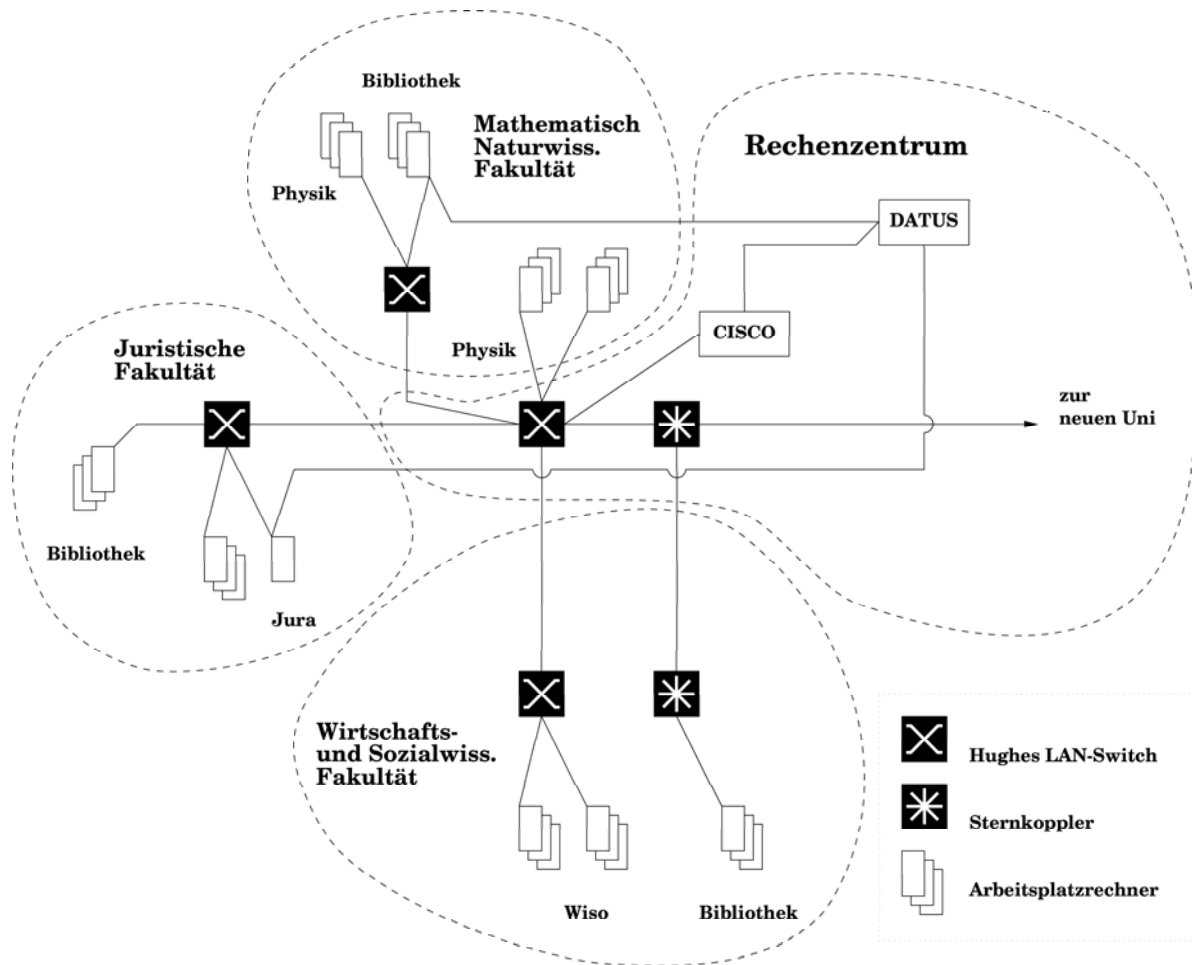 Bibliothek
Mathematisch
Naturwiss.
Fakultät
Physik
Rechenzentrum
DATUS
CISCO
Physik
Juristische
Fakultät
zur
neuen Uni
Bibliothek
Jura
Wirtschafts-
und Sozialwiss.
Fakultät
Wiso
Bibliothek
Hughes LAN-Switch
Sternkoppler
Arbeitsplatzrechner